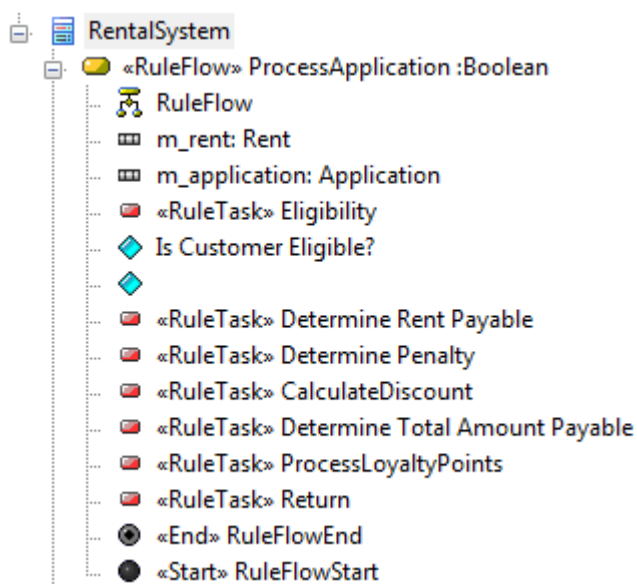 RentalSystem
«RuleFlow» ProcessApplication :Boolean
RuleFlow
m_rent: Rent
m_application: Application
«RuleTask» Eligibility
Is Customer Eligible?
«RuleTask» Determine Rent Payable
«RuleTask» Determine Penalty
«RuleTask» CalculateDiscount
«RuleTask» Determine Total Amount Payable
«RuleTask» ProcessLoyaltyPoints
«RuleTask» Return
«End» RuleFlowEnd
«Start» RuleFlowStart